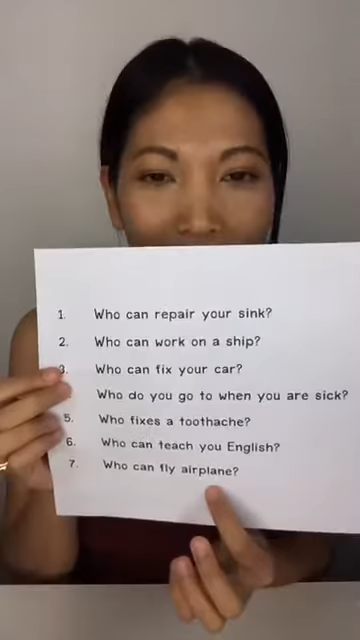 1. Who can repair your sink?
2. Who can work on a ship?
3. Who can fix your car?
Who do you go to when you are sick?
5. Who fixes a toothache?
6. Who can teach you English?
7. Who can fly airplane?